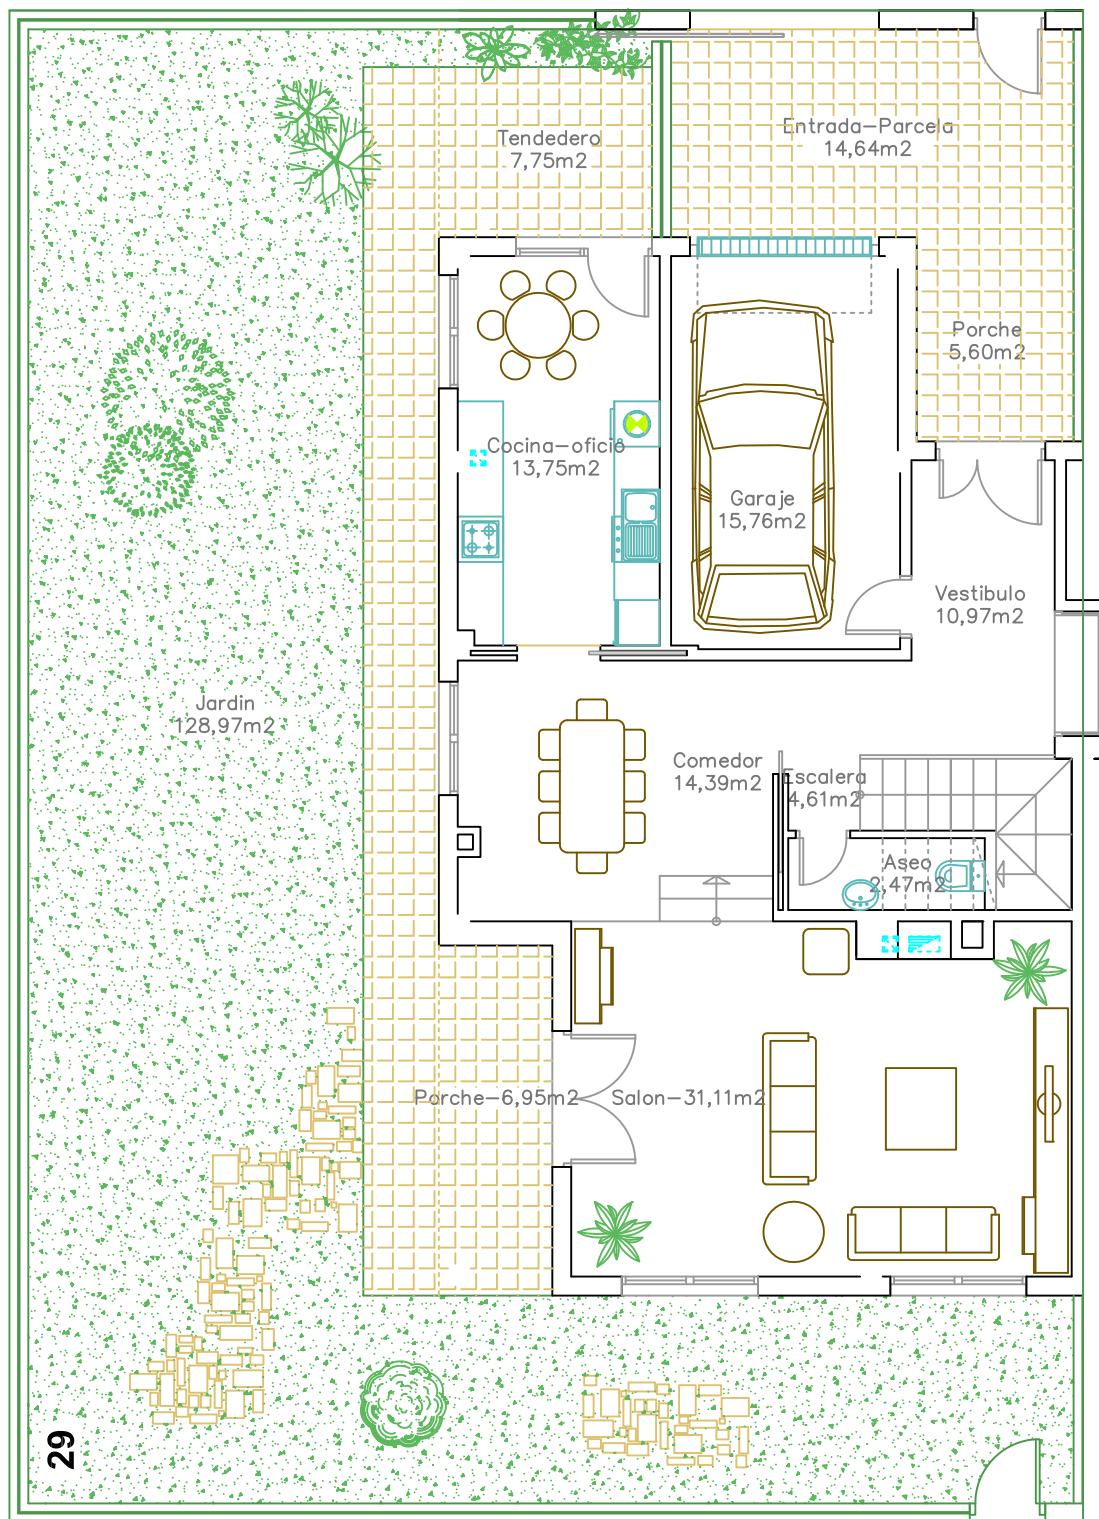 Entrada-Parcela
14,64m2
Tendedero
7,75m2
Porche
5,60m2
Cocina-oficio
13,75m2
Garaje
15,76m2
Vestibulo
10,97m2
Jardin
128,97m2
Comedor
14,39m2
Escalera
4,61m2
Aseo
2,47m2
Porche-6,95m2
Salon-31,11m2
29